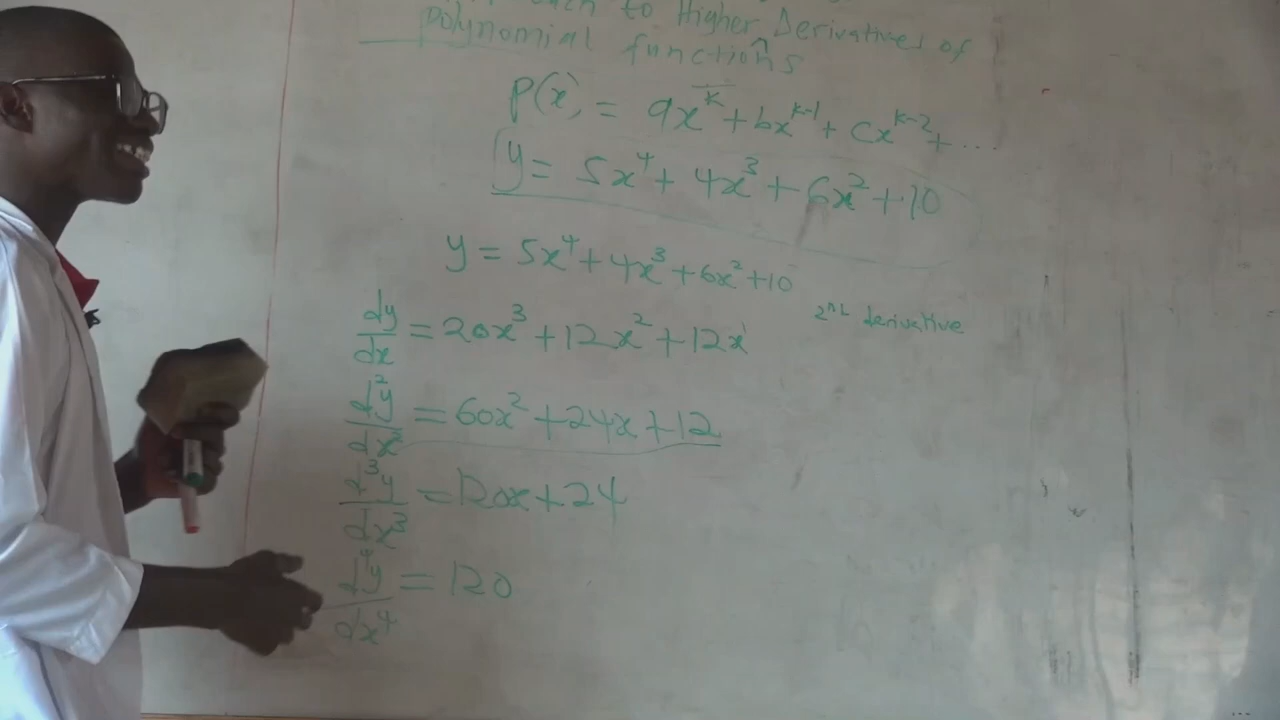 to Higher Derivatives of
polynomial functions
P(x) = ax^k + bx^{k-1} + cx^{k-2} + ...
y = 5x^4 + 4x^3 + 6x^2 + 10
y = 5x^4 + 4x^3 + 6x^2 + 10
2nd derivative
dy/dx = 20x^3 + 12x^2 + 12x^1
d^2y/dx^2 = 60x^2 + 24x + 12
d^3y/dx^3 = 120x + 24
d^4y/dx^4 = 120